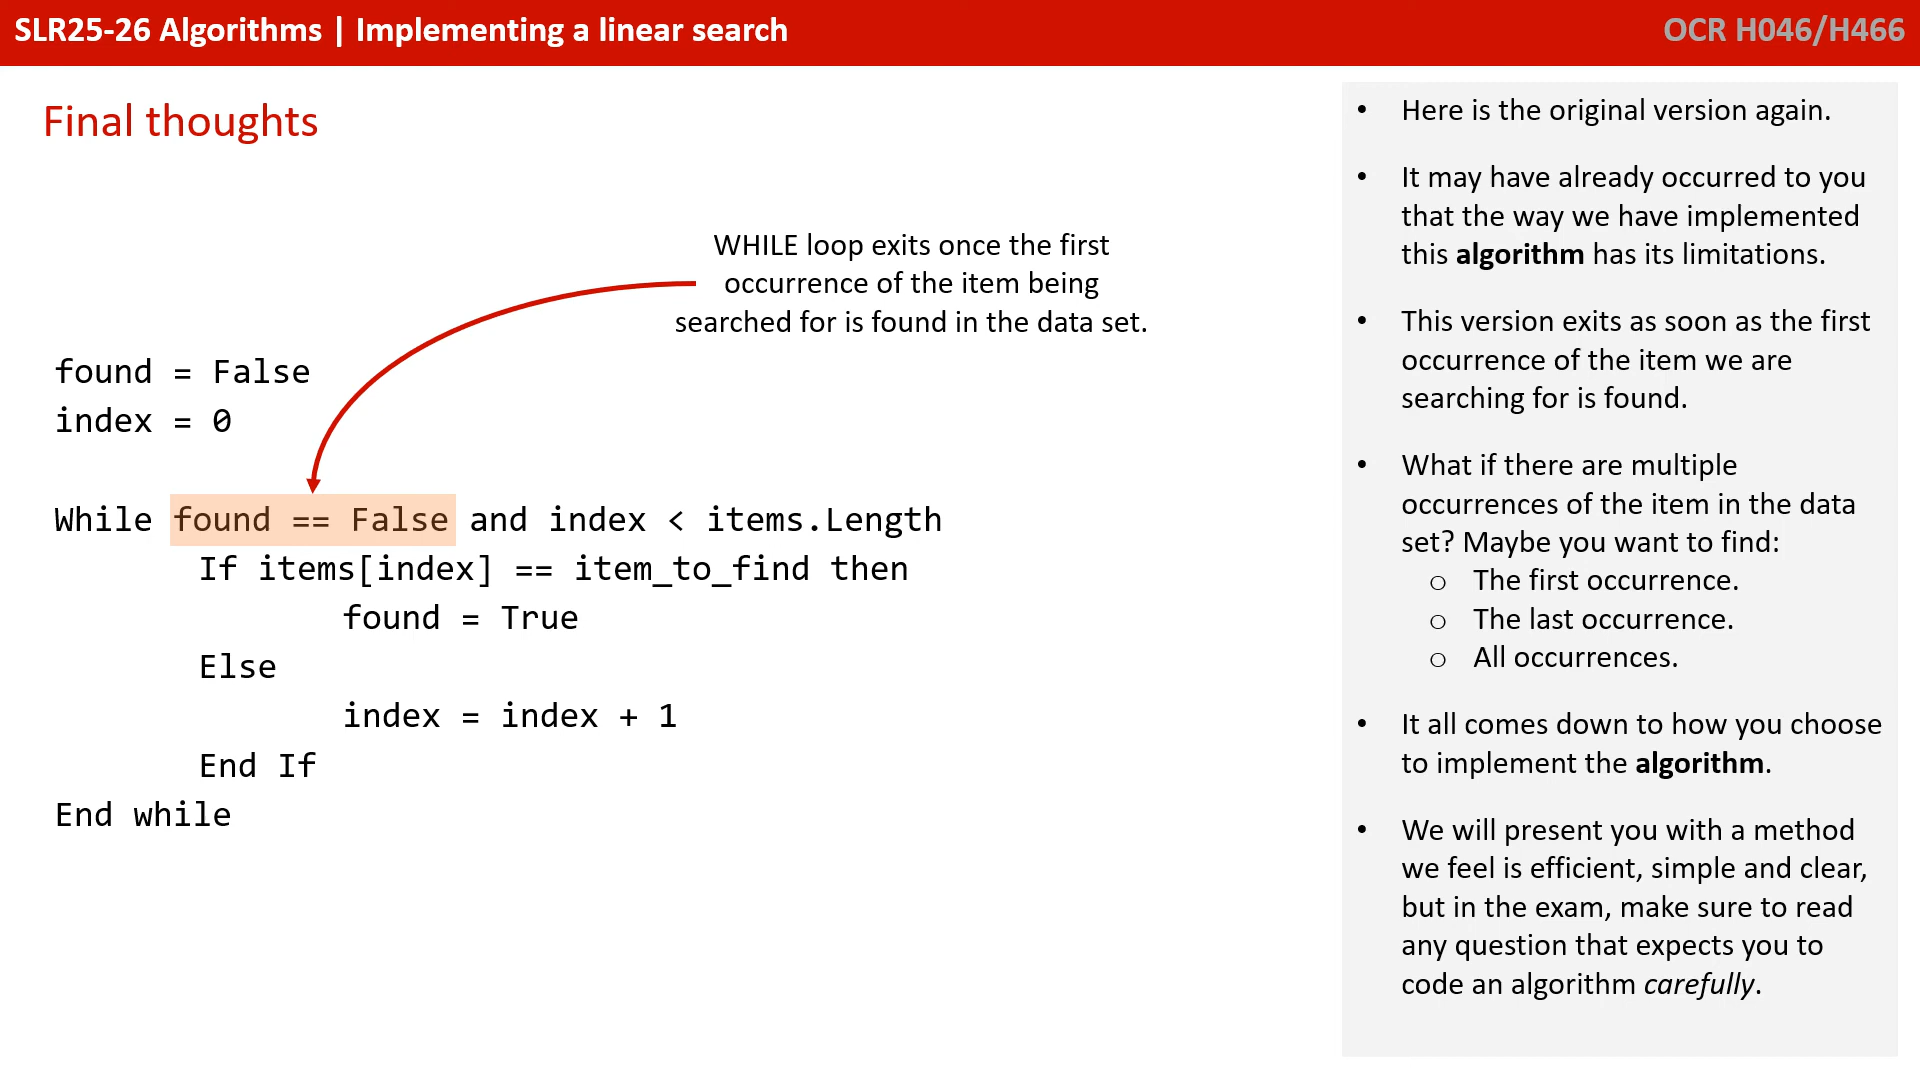 SLR25-26 Algorithms | Implementing a linear search
OCR H046/H466
Final thoughts
WHILE loop exits once the first
occurrence of the item being
searched for is found in the data set.
found = False
index = 0
While found == False and index < items.Length
If items[index] == item_to_find then
found = True
Else
index = index + 1
End If
End while
• Here is the original version again.
• It may have already occurred to you
that the way we have implemented
this algorithm has its limitations.
• This version exits as soon as the first
occurrence of the item we are
searching for is found.
• What if there are multiple
occurrences of the item in the data
set? Maybe you want to find:
○ The first occurrence.
○ The last occurrence.
○ All occurrences.
• It all comes down to how you choose
to implement the algorithm.
• We will present you with a method
we feel is efficient, simple and clear,
but in the exam, make sure to read
any question that expects you to
code an algorithm carefully.